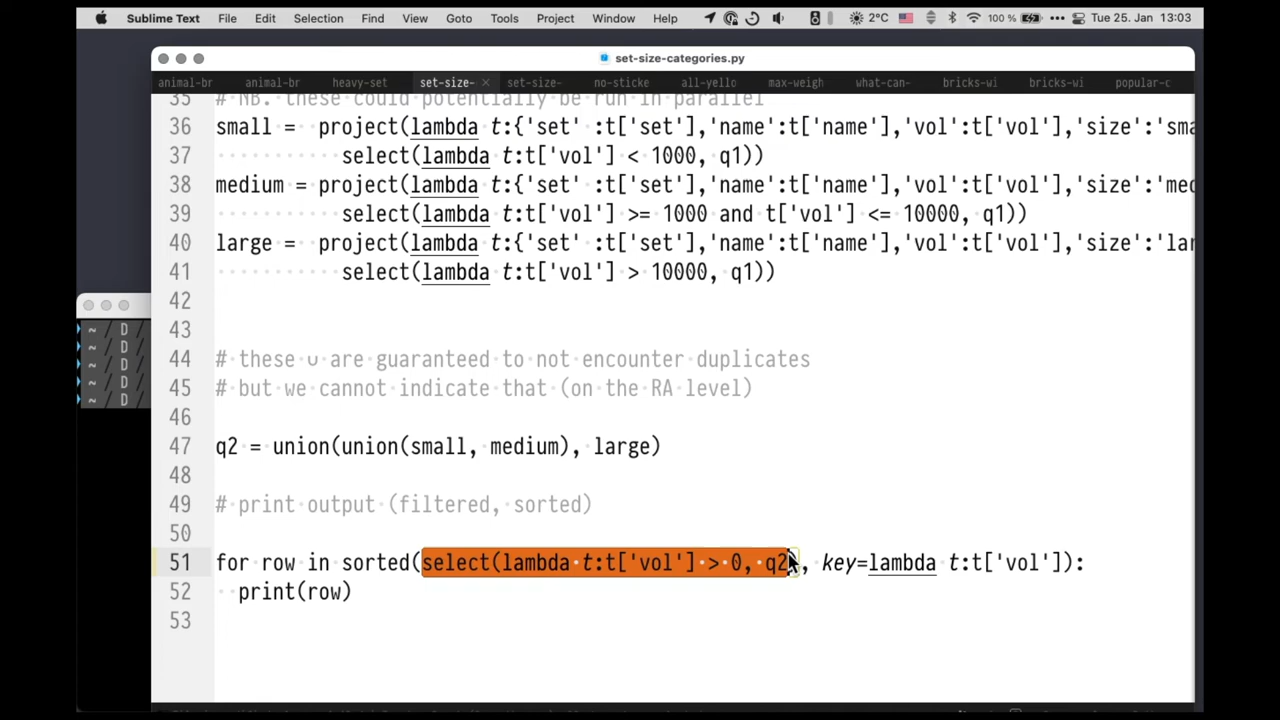 Sublime Text File Edit Selection Find View Goto Tools Project Window Help 2°C 100 % Tue 25. Jan 13:03
set-size-categories.py
animal-br animal-br heavy-set set-size- × set-size- no-sticke all-yello max-weigh what-can- bricks-wi bricks-wi popular-c
35 # NB. these could potentially be run in parallel
36 small = project(lambda t:{'set' :t['set'],'name':t['name'],'vol':t['vol'],'size':'sma
37 select(lambda t:t['vol'] < 1000, q1))
38 medium = project(lambda t:{'set' :t['set'],'name':t['name'],'vol':t['vol'],'size':'med
39 select(lambda t:t['vol'] >= 1000 and t['vol'] <= 10000, q1))
40 large = project(lambda t:{'set' :t['set'],'name':t['name'],'vol':t['vol'],'size':'lar
41 select(lambda t:t['vol'] > 10000, q1))
42
43
44 # these ∪ are guaranteed to not encounter duplicates
45 # but we cannot indicate that (on the RA level)
46
47 q2 = union(union(small, medium), large)
48
49 # print output (filtered, sorted)
50
51 for row in sorted(select(lambda t:t['vol'] > 0, q2), key=lambda t:t['vol']):
52 print(row)
53
~ / D /
~ / D /
~ / D /
~ / D /
~ / D /